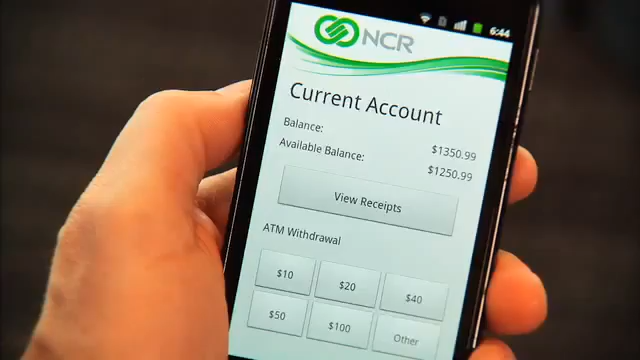 6:44
NCR
Current Account
Balance: $1350.99
Available Balance: $1250.99
View Receipts
ATM Withdrawal
$10 $20 $40
$50 $100 Other